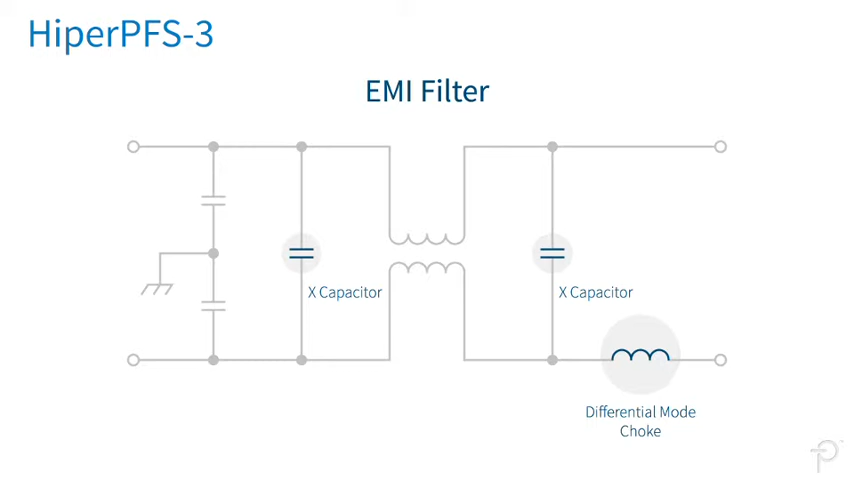 HiperPFS-3
EMI Filter
X Capacitor
X Capacitor
Differential Mode
Choke